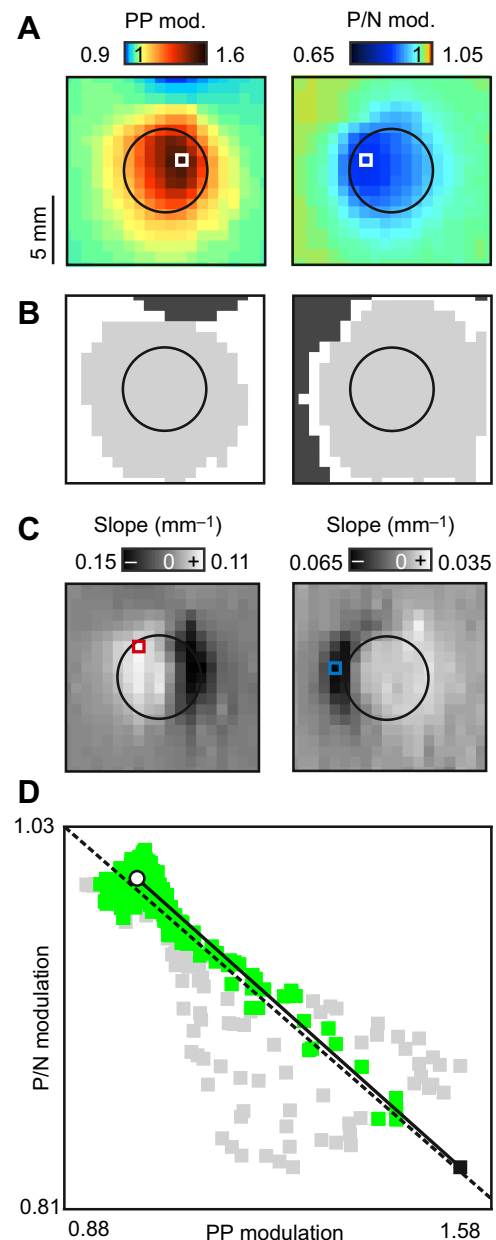 A
PP mod. P/N mod.
0.9 1 1.6 0.65 1 1.05
5 mm
B
C
Slope (mm⁻¹) Slope (mm⁻¹)
0.15 – 0 + 0.11 0.065 – 0 + 0.035
D
1.03
P/N modulation
0.81
0.88 PP modulation 1.58